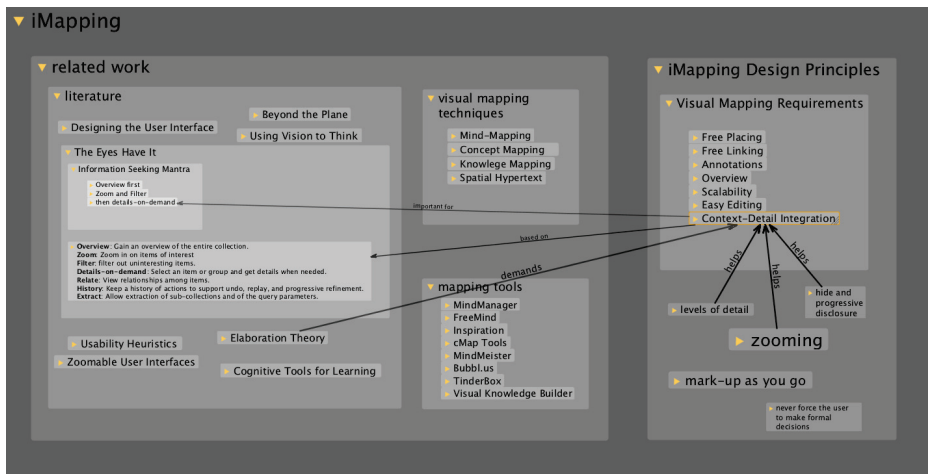 iMapping
related work
literature
Beyond the Plane
Designing the User Interface
Using Vision to Think
The Eyes Have It
Information Seeking Mantra
Overview first
Zoom and Filter
then details-on-demand
Overview: Gain an overview of the entire collection.
Zoom: Zoom in on items of interest
Filter: filter out uninteresting items.
Details-on-demand: Select an item or group and get details when needed.
Relate: View relationships among items.
History: Keep a history of actions to support undo, replay, and progressive refinement.
Extract: Allow extraction of sub-collections and of the query parameters.
Usability Heuristics
Elaboration Theory
Zoomable User Interfaces
Cognitive Tools for Learning
visual mapping
techniques
Mind-Mapping
Concept Mapping
Knowlege Mapping
Spatial Hypertext
important for
based on
demands
mapping tools
MindManager
FreeMind
Inspiration
cMap Tools
MindMeister
Bubbl.us
TinderBox
Visual Knowledge Builder
iMapping Design Principles
Visual Mapping Requirements
Free Placing
Free Linking
Annotations
Overview
Scalability
Easy Editing
Context-Detail Integration
helps
helps
helps
levels of detail
hide and
progressive
disclosure
zooming
mark-up as you go
never force the user
to make formal
decisions